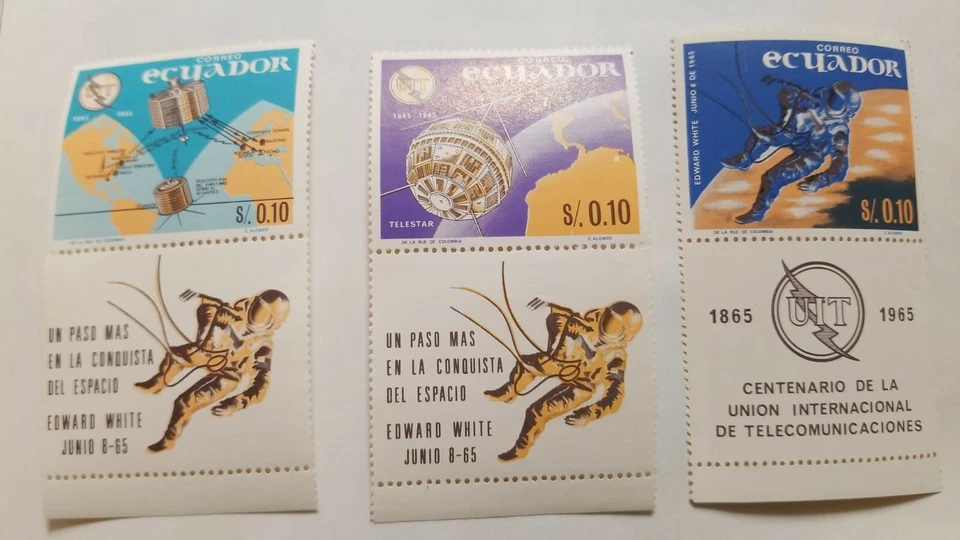 CORREO
ECUADOR
UIT
1865 1965
S/. 0.10
DE LA RUE DE COLOMBIA
C. ALONSO
UN PASO MAS
EN LA CONQUISTA
DEL ESPACIO
EDWARD WHITE
JUNIO 8-65
CORREO
ECUADOR
UIT
1865 1965
TELESTAR
S/. 0.10
DE LA RUE DE COLOMBIA
C. ALONSO
UN PASO MAS
EN LA CONQUISTA
DEL ESPACIO
EDWARD WHITE
JUNIO 8-65
CORREO
ECUADOR
EDWARD WHITE JUNIO 8 DE 1965
S/. 0.10
DE LA RUE DE COLOMBIA
C. ALONSO
1865 UIT 1965
CENTENARIO DE LA
UNION INTERNACIONAL
DE TELECOMUNICACIONES